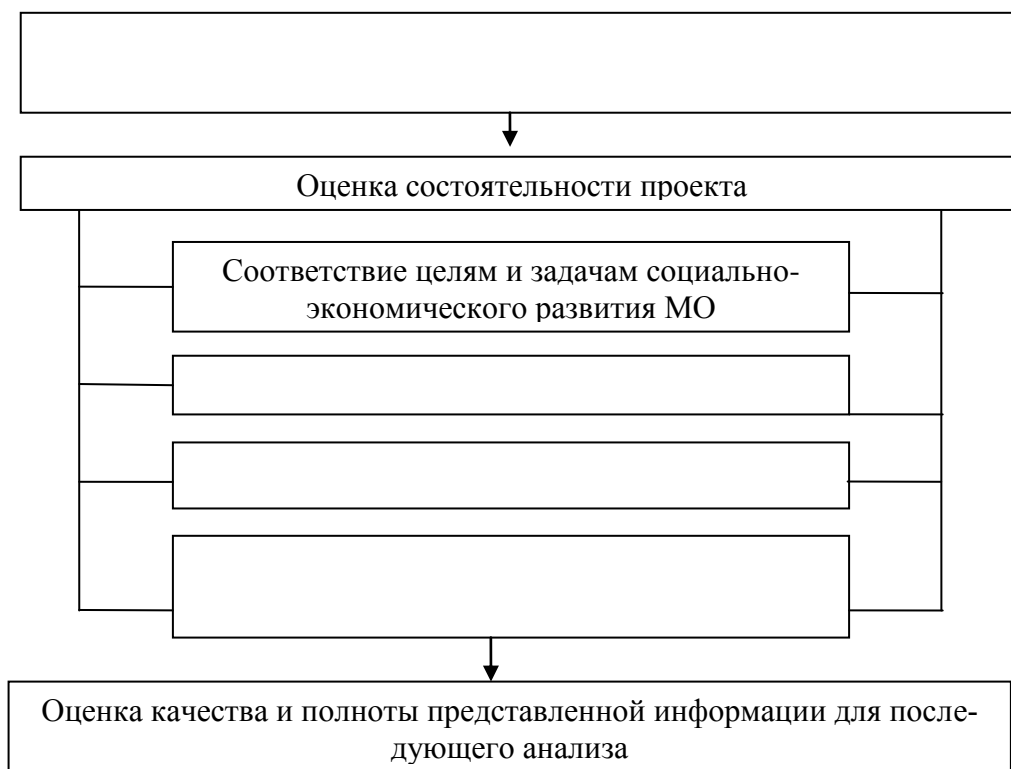 Оценка состоятельности проекта
Соответствие целям и задачам социально-
экономического развития МО
Оценка качества и полноты представленной информации для после-
дующего анализа